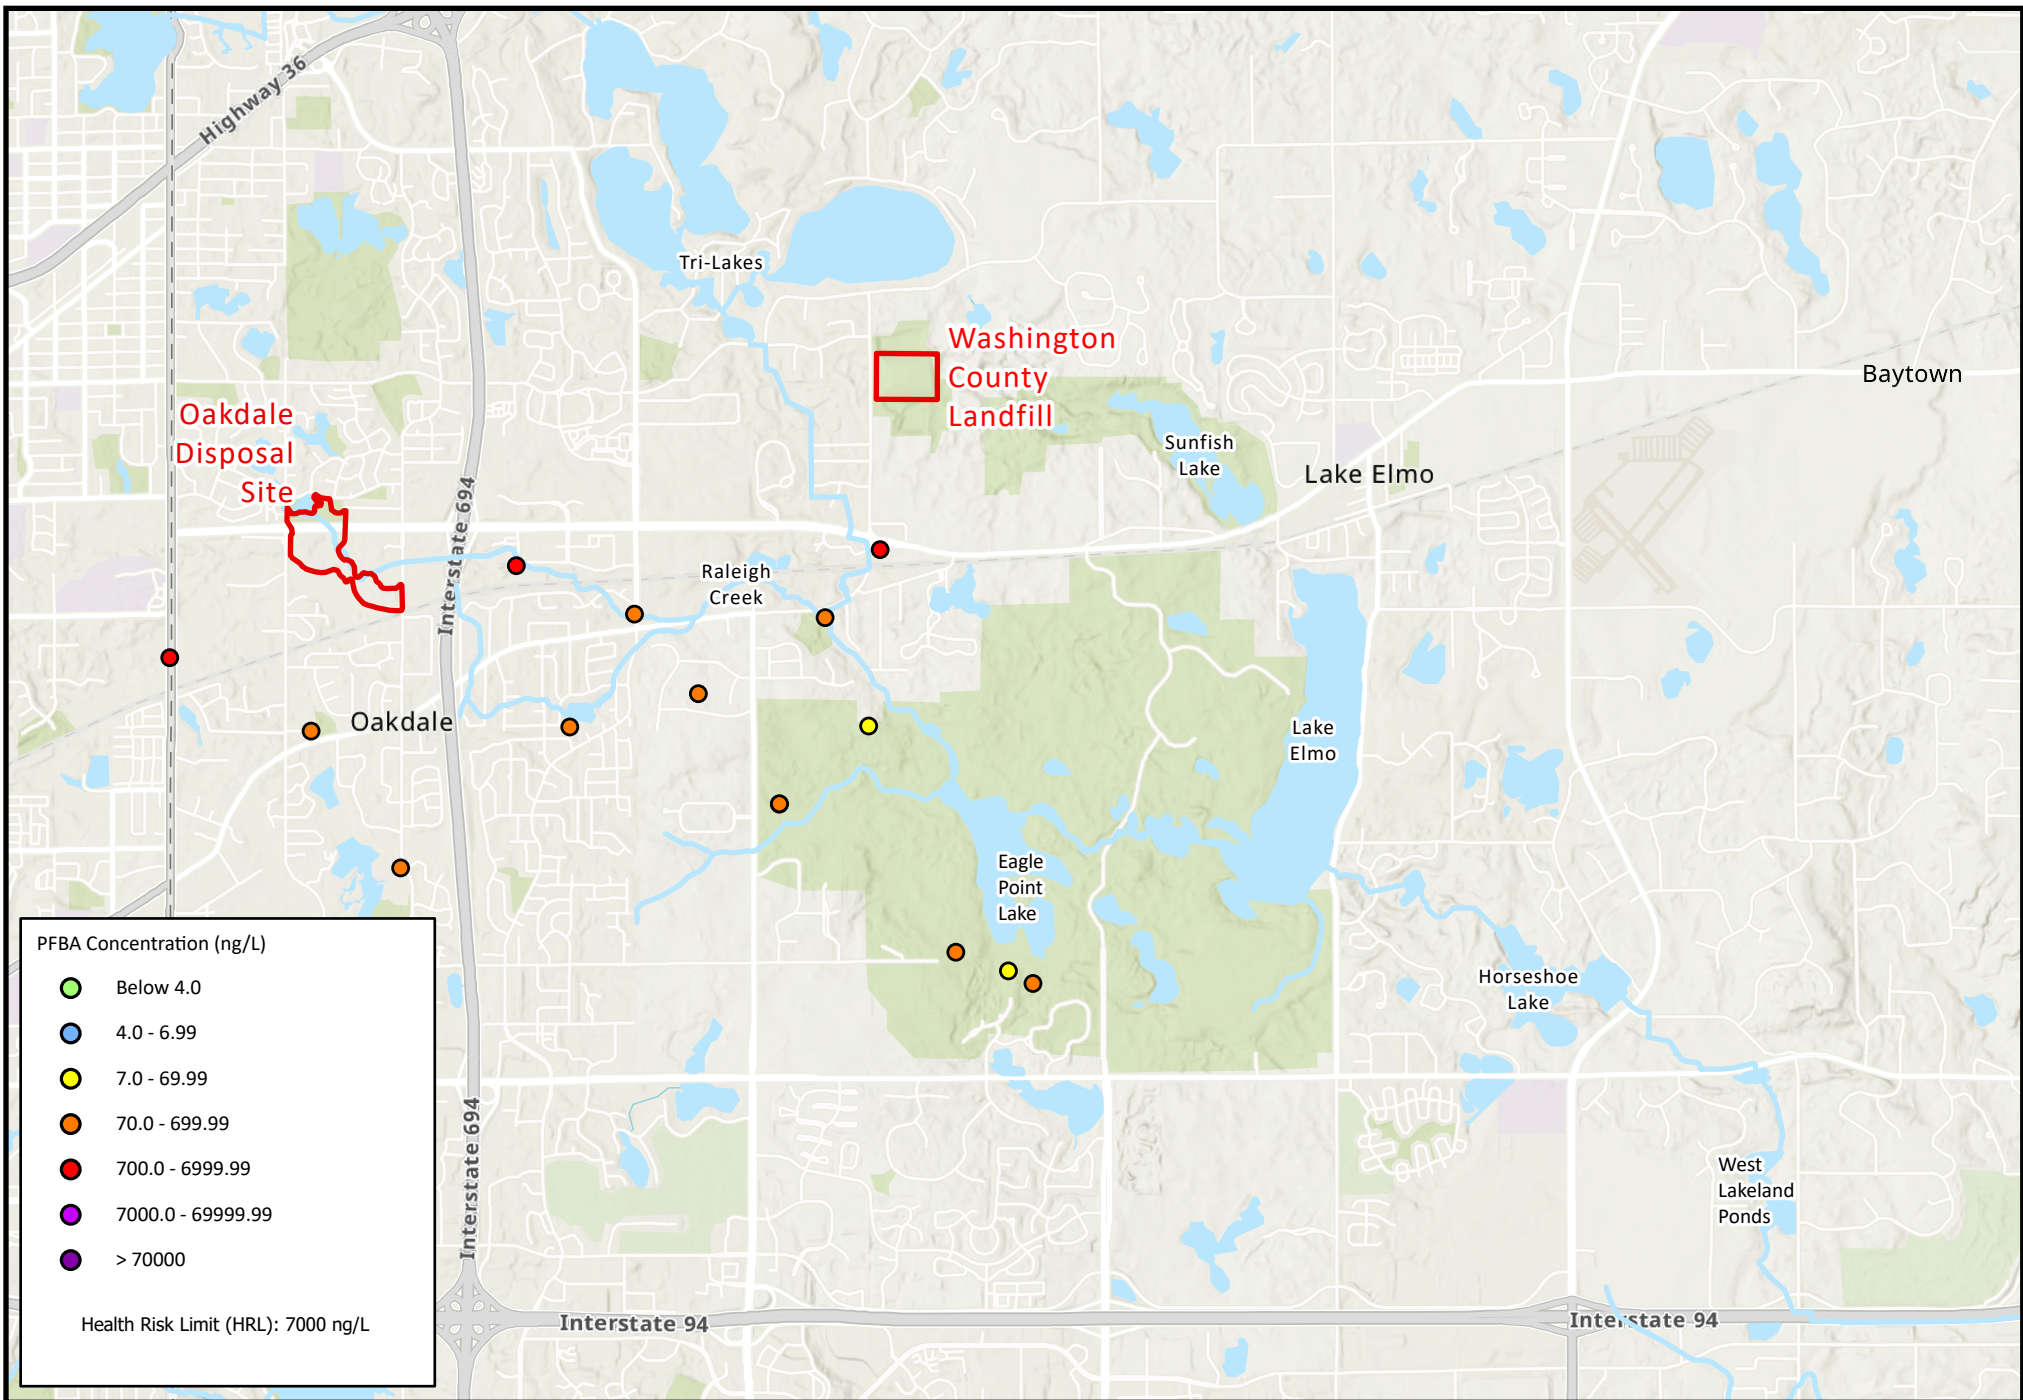 Highway 36
Tri-Lakes
Washington
County
Landfill
Baytown
Oakdale
Disposal
Site
Sunfish
Lake
Lake Elmo
Interstate 694
Raleigh
Creek
Oakdale
Lake
Elmo
Eagle
Point
Lake
Horseshoe
Lake
West
Lakeland
Ponds
Interstate 694
Interstate 94
Interstate 94
PFBA Concentration (ng/L)
Below 4.0
4.0 - 6.99
7.0 - 69.99
70.0 - 699.99
700.0 - 6999.99
7000.0 - 69999.99
> 70000
Health Risk Limit (HRL): 7000 ng/L